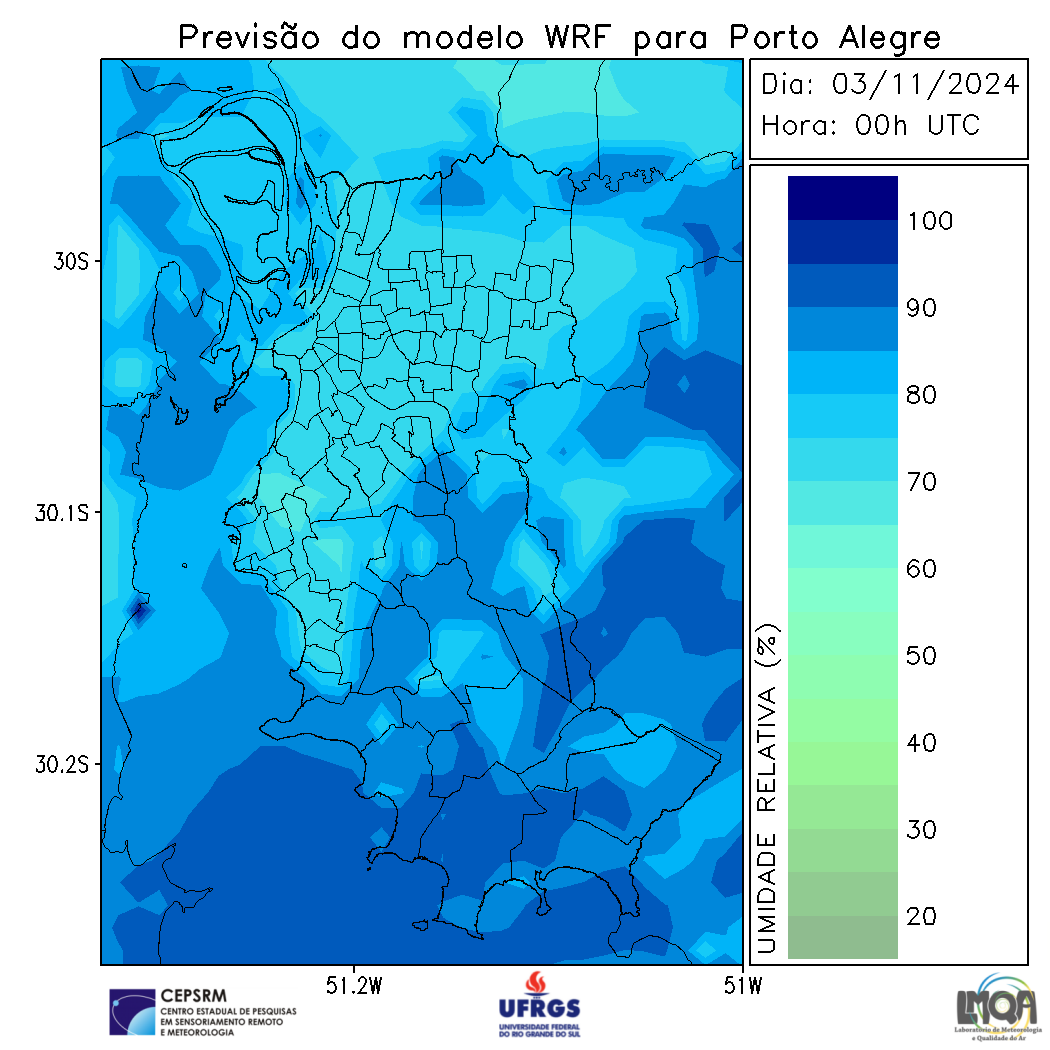 Previsão do modelo WRF para Porto Alegre
Dia: 03/11/2024
Hora: 00h UTC
100
90
80
70
60
50
40
30
20
UMIDADE RELATIVA (%)
30S
30.1S
30.2S
51.2W
51W
CEPSRM
CENTRO ESTADUAL DE PESQUISAS
EM SENSORIAMENTO REMOTO
E METEOROLOGIA
UFRGS
UNIVERSIDADE FEDERAL
DO RIO GRANDE DO SUL
LMQA
Laboratório de Meteorologia
e Qualidade do Ar